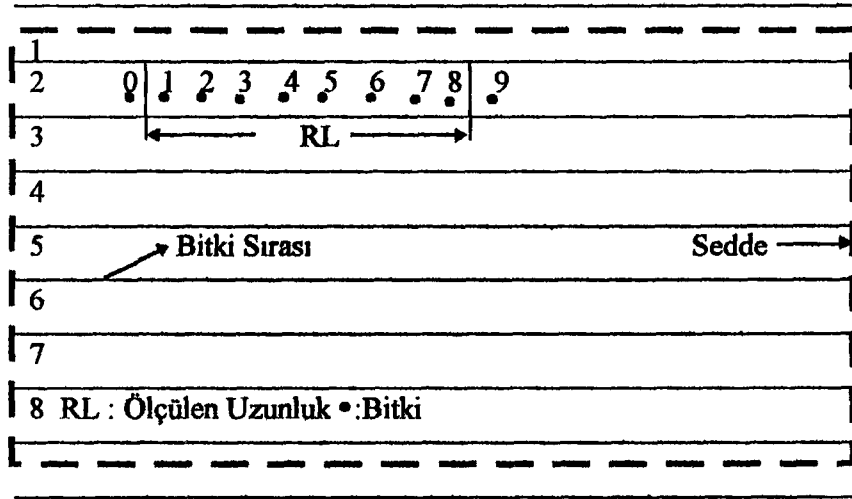 1
2
0 1 2 3 4 5 6 7 8 9
3
RL
4
5
Bitki Sırası
Sedde
6
7
8 RL : Ölçülen Uzunluk •:Bitki